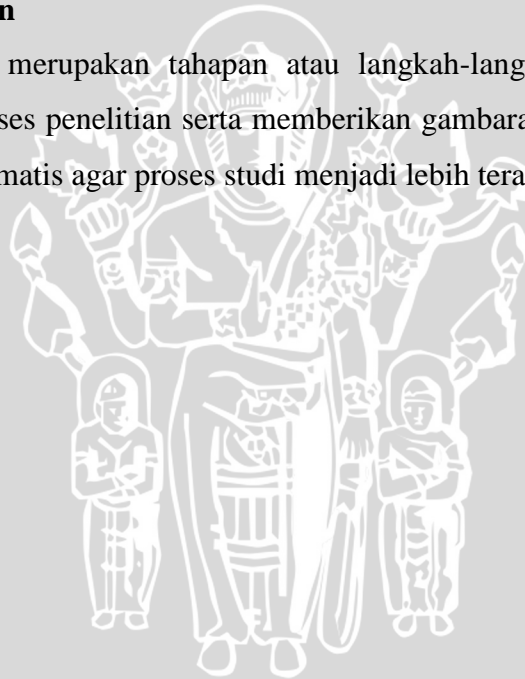 n
merupakan tahapan atau langkah-lang
ses penelitian serta memberikan gambara
matis agar proses studi menjadi lebih tera